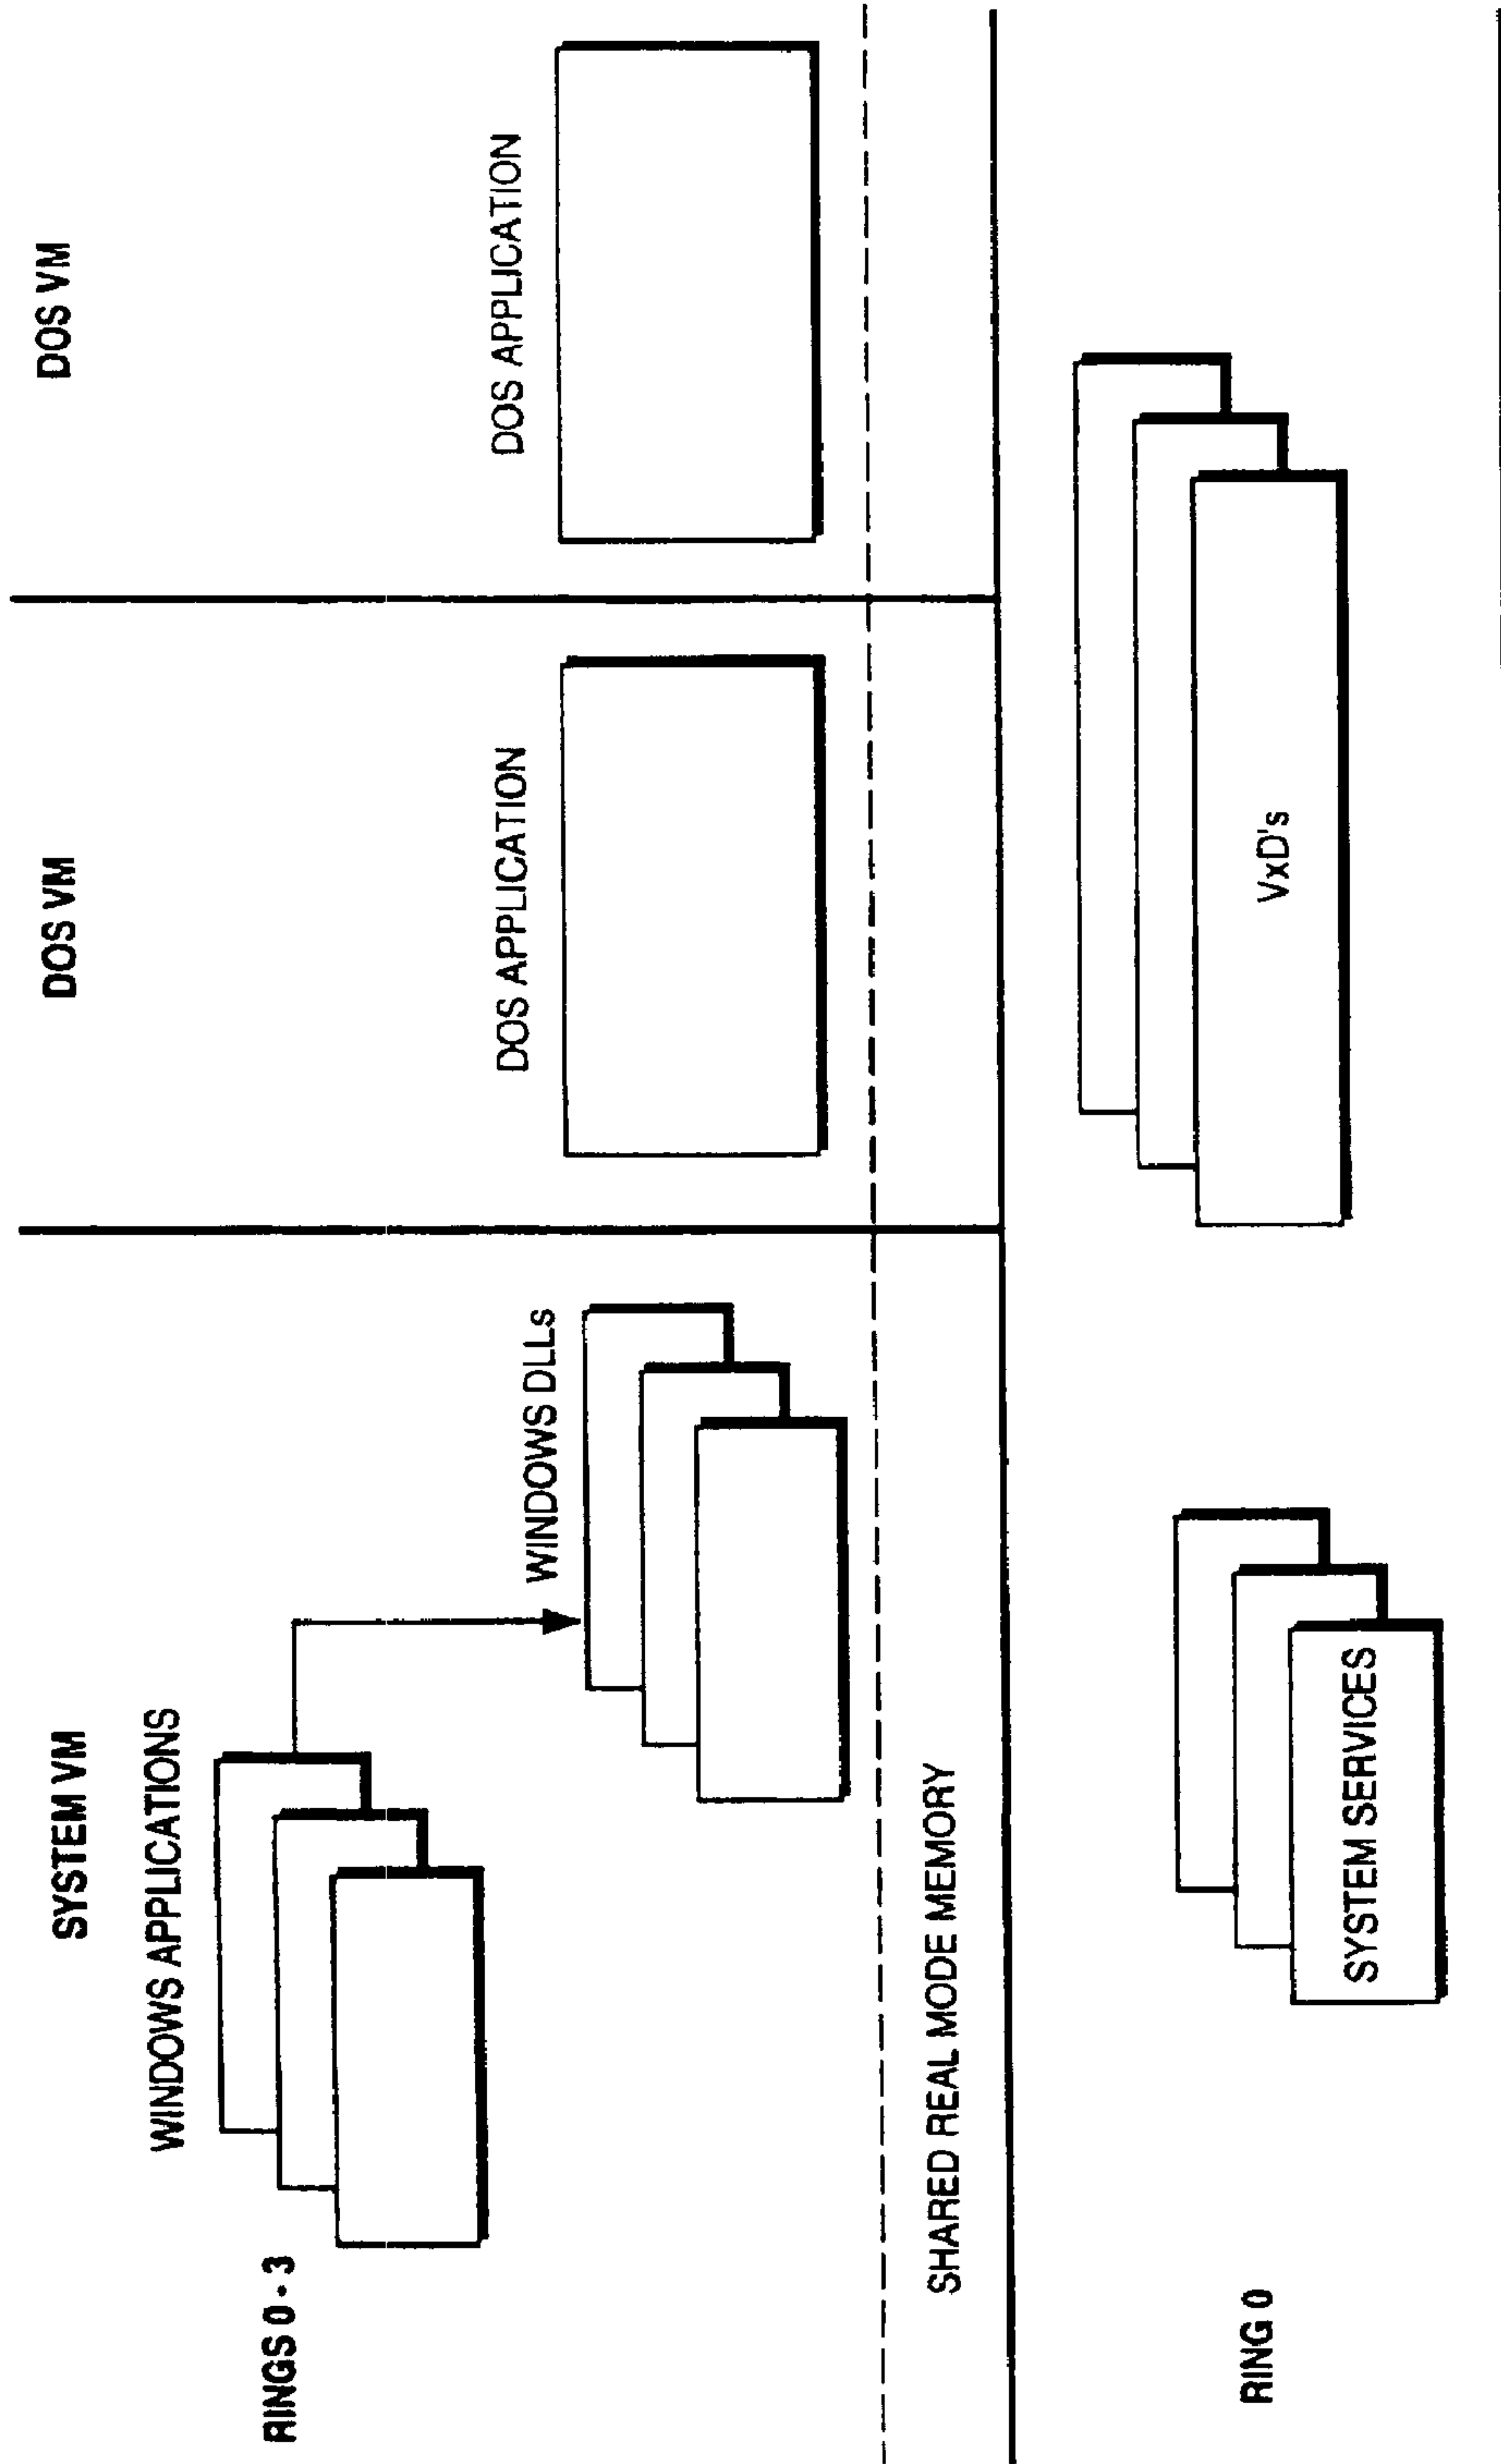 SYSTEM VM
DOS VM
DOS VM
WINDOWS APPLICATIONS
RINGS 0 - 3
DOS APPLICATION
DOS APPLICATION
WINDOWS DLLs
SHARED REAL MODE MEMORY
VxD's
RING 0
SYSTEM SERVICES